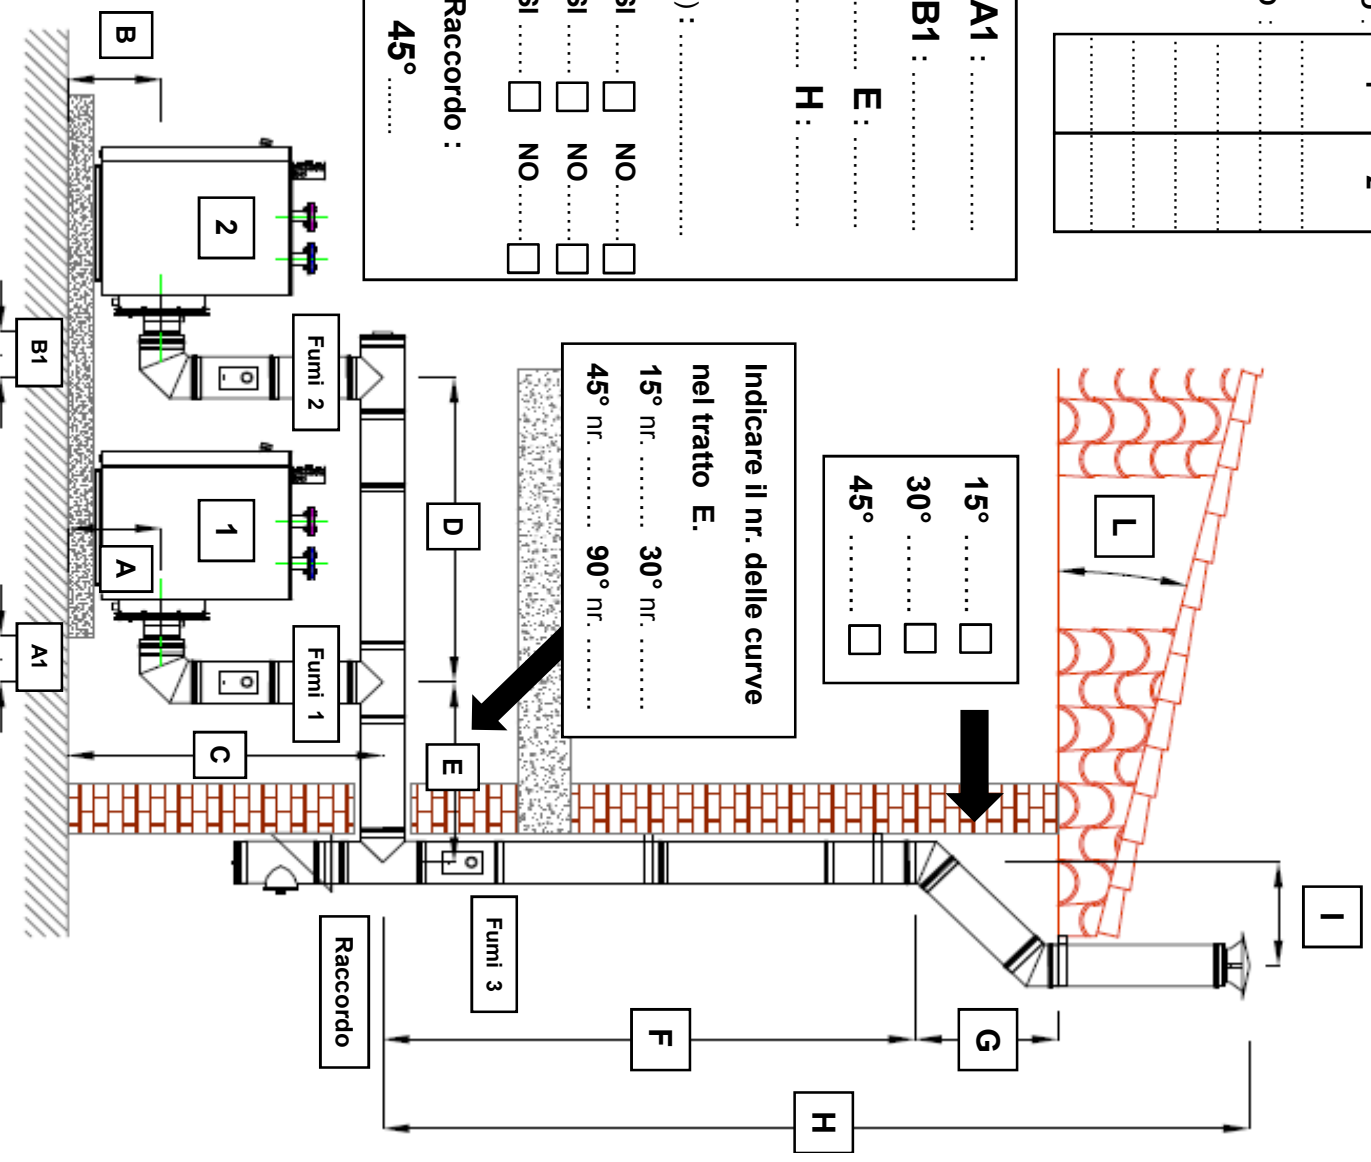 A1 : ....................
B1 : ....................
E : ............
H : ............
) : ....................
SI ...... NO ......
SI ...... NO ......
SI ...... NO ......
Raccordo :
45° ......
I
L
15° .........
30° .........
45° .........
G
Indicare il nr. delle curve
nel tratto E.
15° nr. ......... 30° nr. .........
45° nr. ......... 90° nr. .........
H
F
D
E
Fumi 3
Fumi 2
Fumi 1
Raccordo
2
1
C
B
A
B1
A1